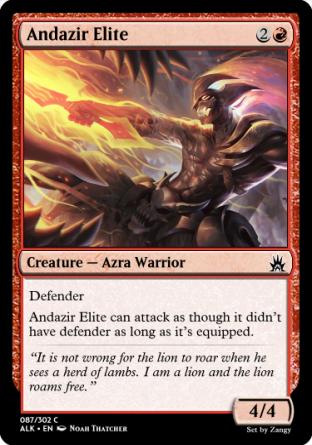 Andazir Elite 2
Creature — Azra Warrior
Defender
Andazir Elite can attack as though it didn't
have defender as long as it's equipped.
"It is not wrong for the lion to roar when he
sees a herd of lambs. I am a lion and the lion
roams free."
4/4
087/302 C
ALK • EN Noah Thatcher
Set by Zangy